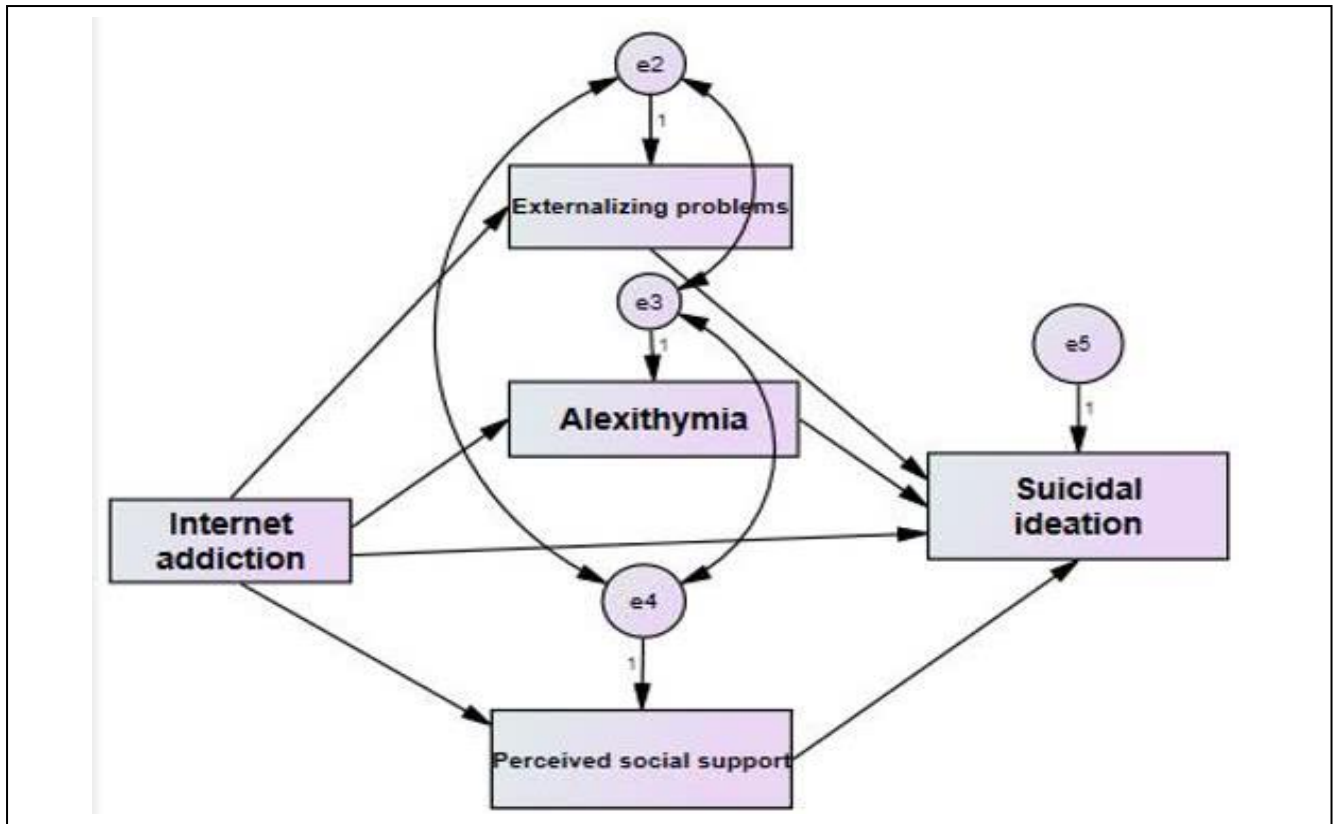 e2
1
Externalizing problems
e3
1
Alexithymia
e5
1
Suicidal
ideation
Internet
addiction
e4
1
Perceived social support